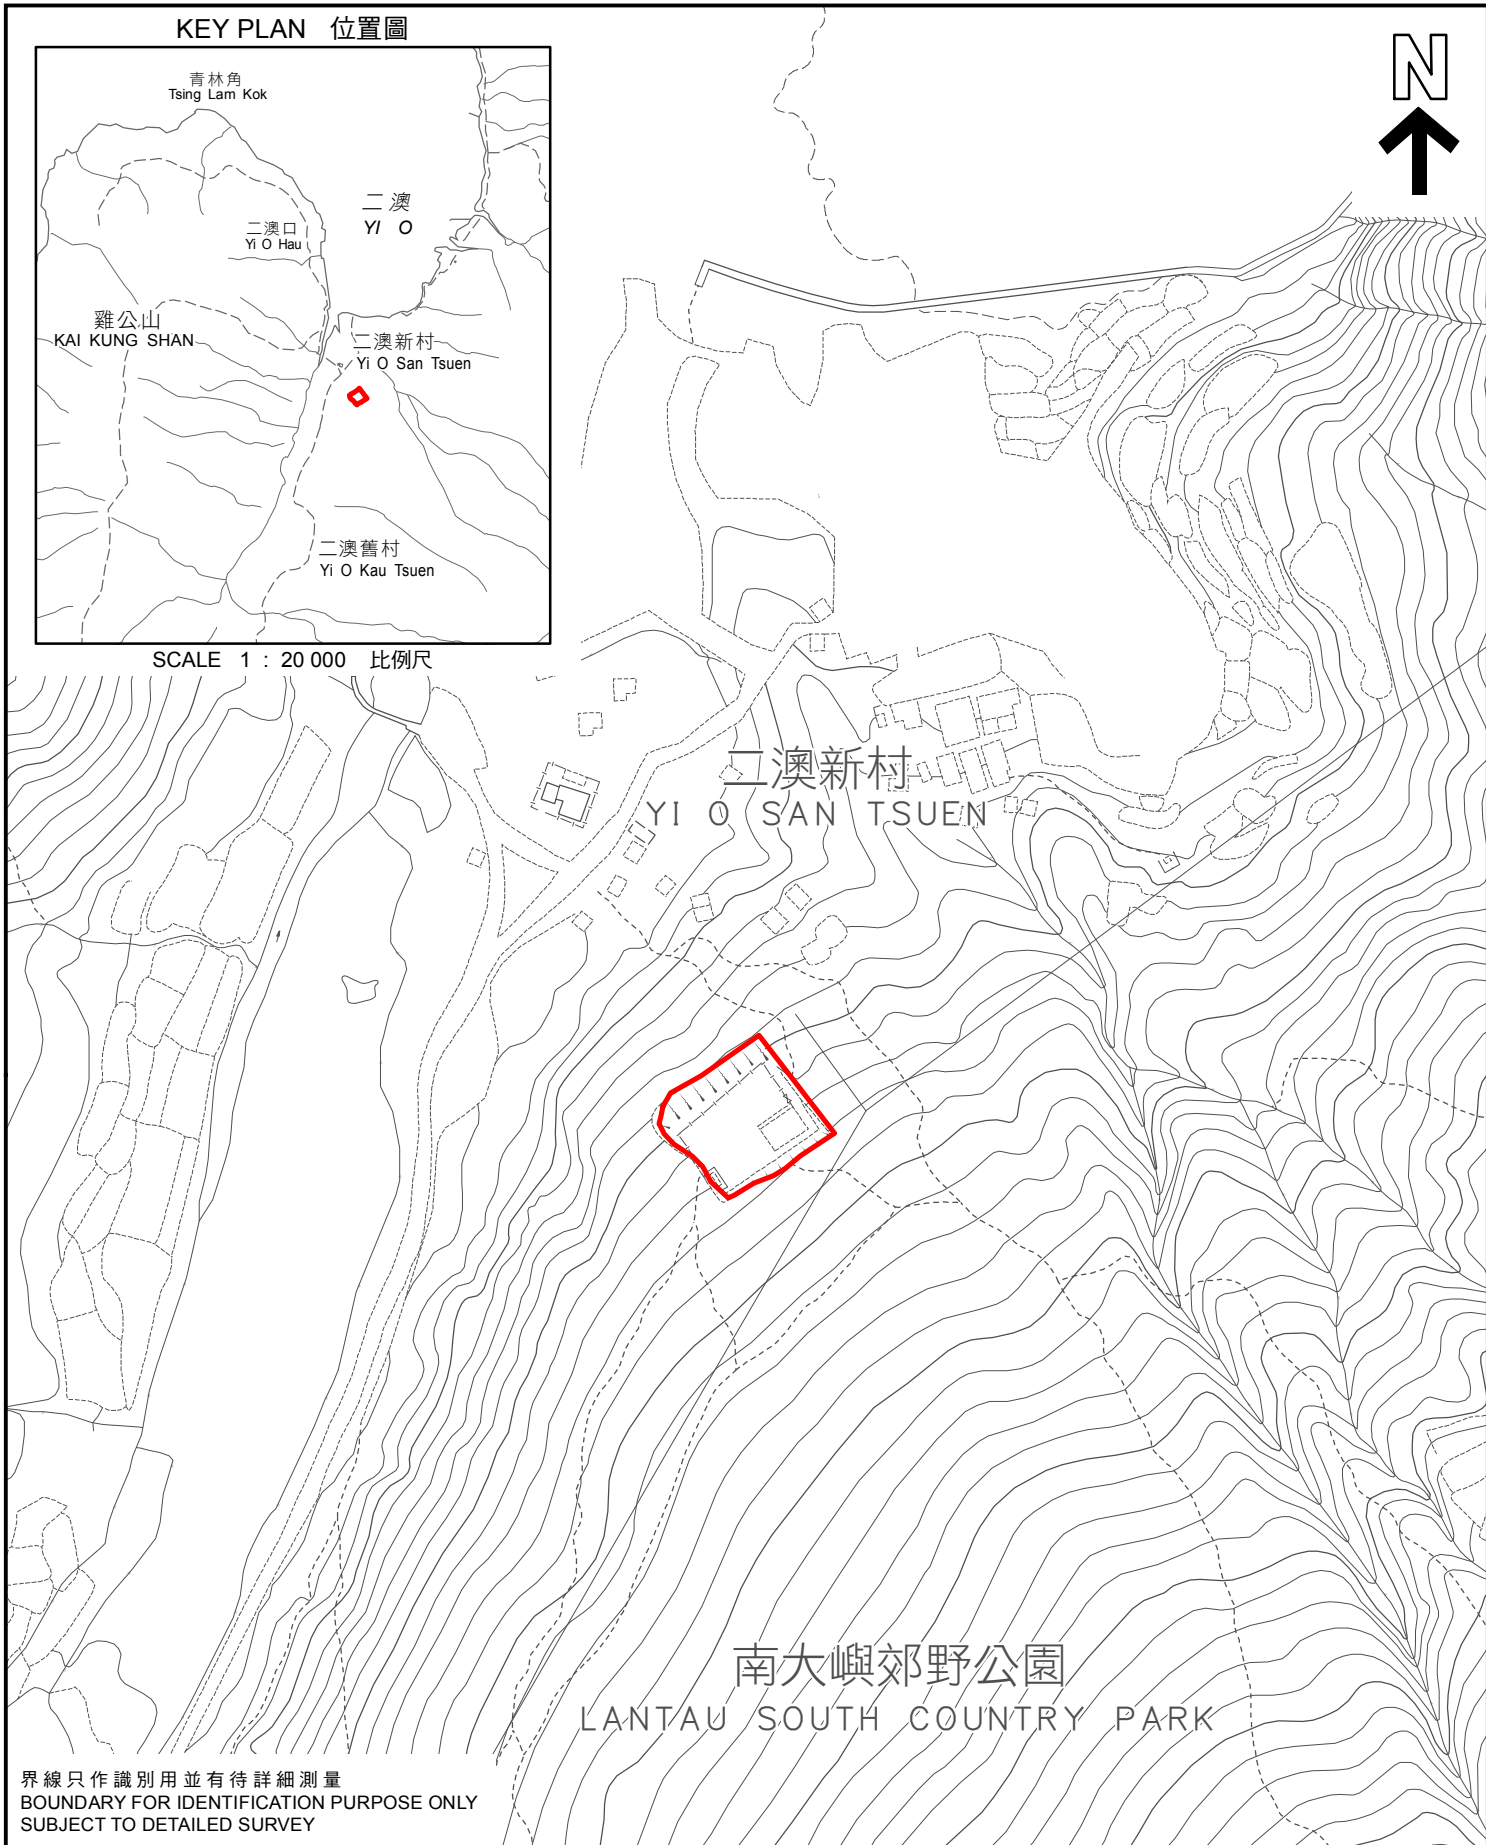 KEY PLAN 位置圖
N
青林角
Tsing Lam Kok
二澳
YI O
二澳口
Yi O Hau
雞公山
KAI KUNG SHAN
二澳新村
Yi O San Tsuen
二澳舊村
Yi O Kau Tsuen
SCALE 1 : 20 000 比例尺
二澳新村
YI O SAN TSUEN
南大嶼郊野公園
LANTAU SOUTH COUNTRY PARK
界線只作識別用並有待詳細測量
BOUNDARY FOR IDENTIFICATION PURPOSE ONLY
SUBJECT TO DETAILED SURVEY